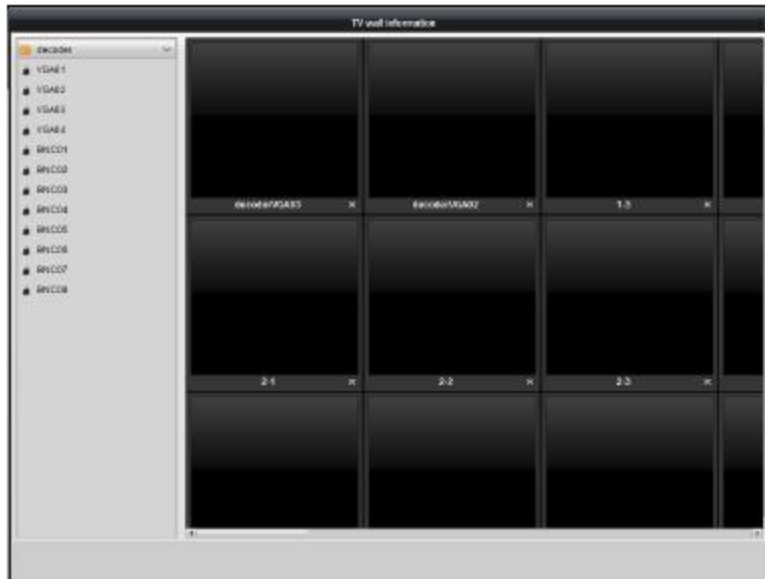 TV wall information
decoder
VGA01
VGA02
VGA03
VGA04
BNC01
BNC02
BNC03
BNC04
BNC05
BNC06
BNC07
BNC08
decoder/VGA03 × decoder/VGA02 × 1-3 ×
2-1 × 2-2 × 2-3 ×